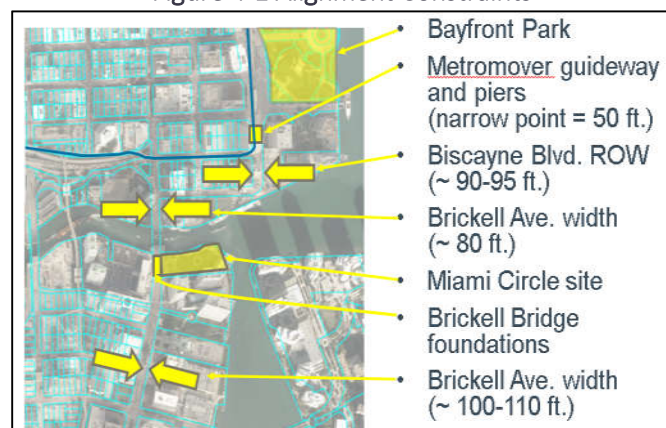 • Bayfront Park
• Metromover guideway
and piers
(narrow point = 50 ft.)
• Biscayne Blvd. ROW
(~ 90-95 ft.)
• Brickell Ave. width
(~ 80 ft.)
• Miami Circle site
• Brickell Bridge
foundations
• Brickell Ave. width
(~ 100-110 ft.)